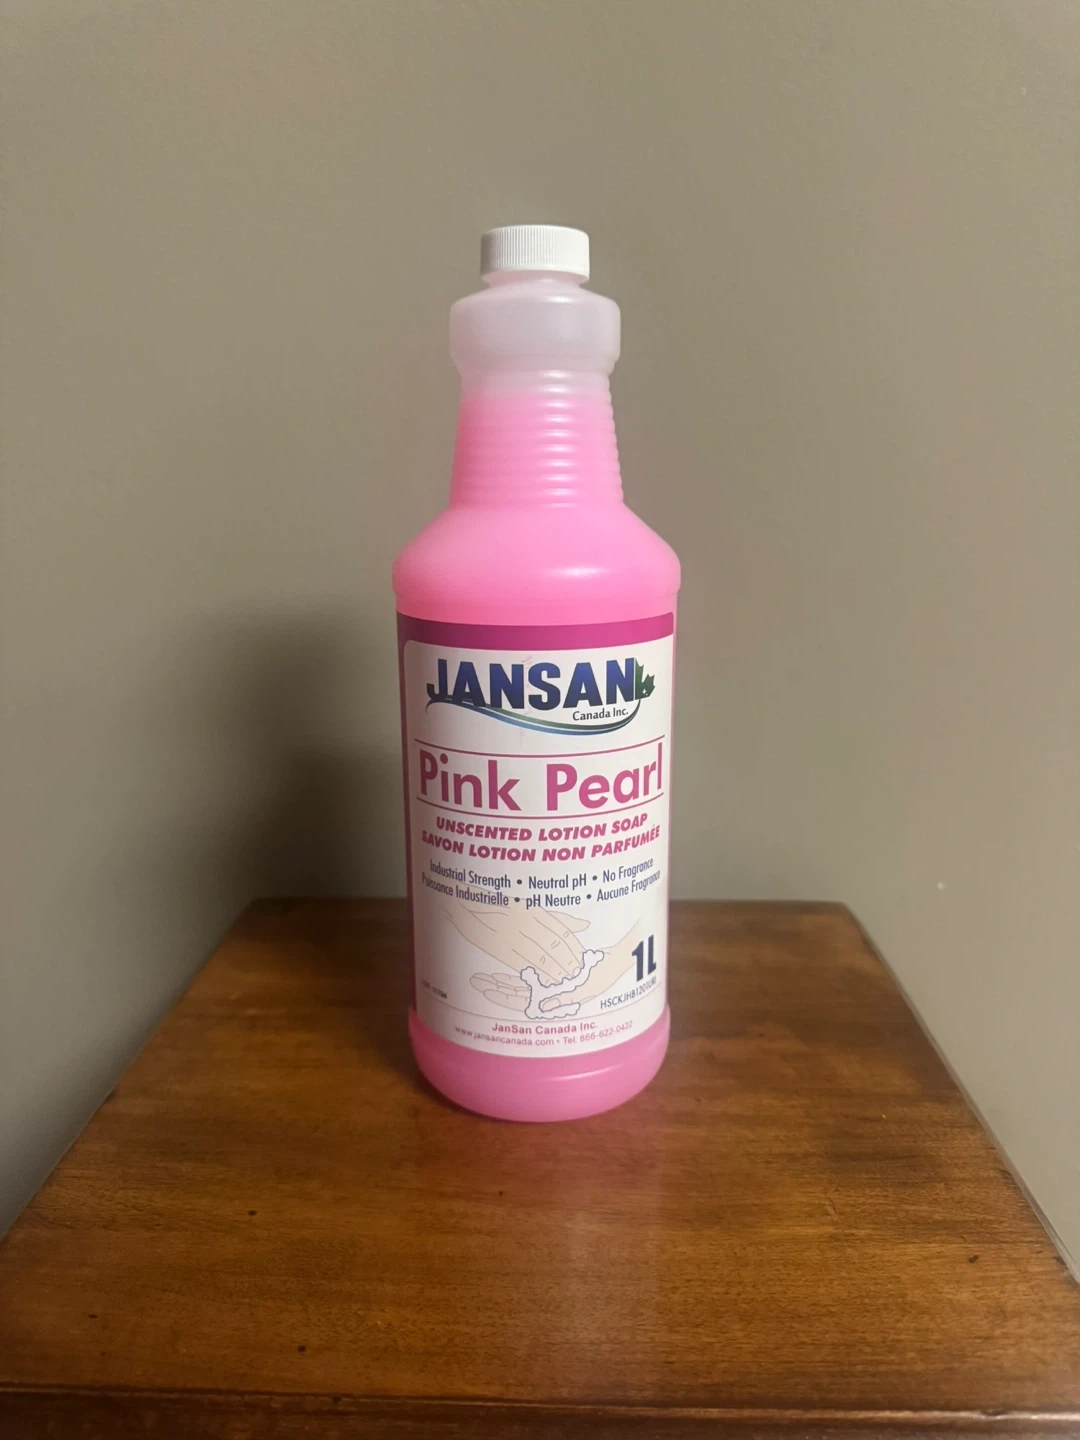 JANSAN
Canada Inc.
Pink Pearl
UNSCENTED LOTION SOAP
SAVON LOTION NON PARFUMÉE
Industrial Strength • Neutral pH • No Fragrance
Puissance Industrielle • pH Neutre • Aucune Fragrance
1L
JanSan Canada Inc.
www.jansancanada.com • Tel: 866-622-0422